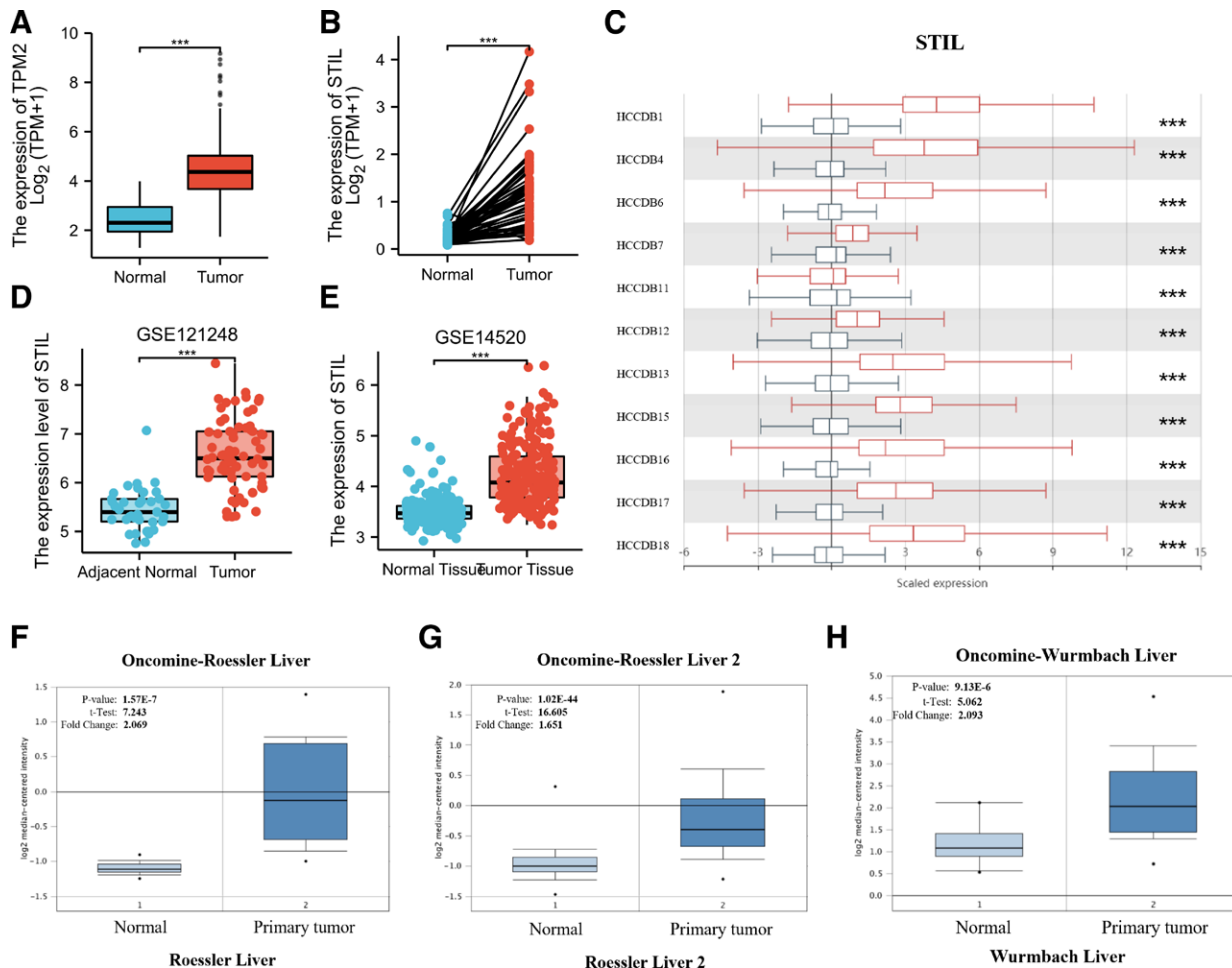 A
The expression of TPM2
Log2 (TPM+1)
10
8
6
4
2
***
Normal
Tumor
B
The expression of STIL
Log2 (TPM+1)
4
3
2
1
0
***
Normal
Tumor
C
STIL
HCCDB1
***
HCCDB4
***
HCCDB6
***
HCCDB7
***
HCCDB11
***
HCCDB12
***
HCCDB13
***
HCCDB15
***
HCCDB16
***
HCCDB17
***
HCCDB18
***
-6
-3
3
6
9
12
15
Scaled expression
D
GSE121248
***
The expression level of STIL
8
7
6
5
Adjacent Normal
Tumor
E
GSE14520
***
The expression of STIL
6
5
4
3
Normal Tissue
Tumor Tissue
F
Oncomine-Roessler Liver
P-value: 1.57E-7
t-Test: 7.243
Fold Change: 2.069
log2 median-centered intensity
1.5
1.0
0.5
0.0
-0.5
-1.0
-1.5
1
2
Normal
Primary tumor
Roessler Liver
G
Oncomine-Roessler Liver 2
P-value: 1.02E-44
t-Test: 16.605
Fold Change: 1.651
log2 median-centered intensity
2.0
1.5
1.0
0.5
0.0
-0.5
-1.0
-1.5
1
2
Normal
Primary tumor
Roessler Liver 2
H
Oncomine-Wurmbach Liver
P-value: 9.13E-6
t-Test: 5.062
Fold Change: 2.093
log2 median-centered intensity
5.0
4.5
4.0
3.5
3.0
2.5
2.0
1.5
1.0
0.5
0.0
1
2
Normal
Primary tumor
Wurmbach Liver